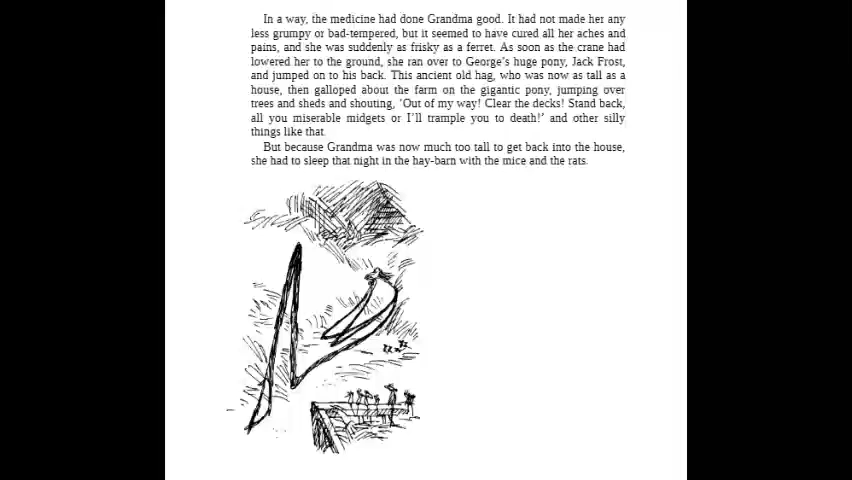 In a way, the medicine had done Grandma good. It had not made her any
less grumpy or bad-tempered, but it seemed to have cured all her aches and
pains, and she was suddenly as frisky as a ferret. As soon as the crane had
lowered her to the ground, she ran over to George's huge pony, Jack Frost,
and jumped on to his back. This ancient old hag, who was now as tall as a
house, then galloped about the farm on the gigantic pony, jumping over
trees and sheds and shouting, 'Out of my way! Clear the decks! Stand back,
all you miserable midgets or I'll trample you to death!' and other silly
things like that.
But because Grandma was now much too tall to get back into the house,
she had to sleep that night in the hay-barn with the mice and the rats.
zz zz